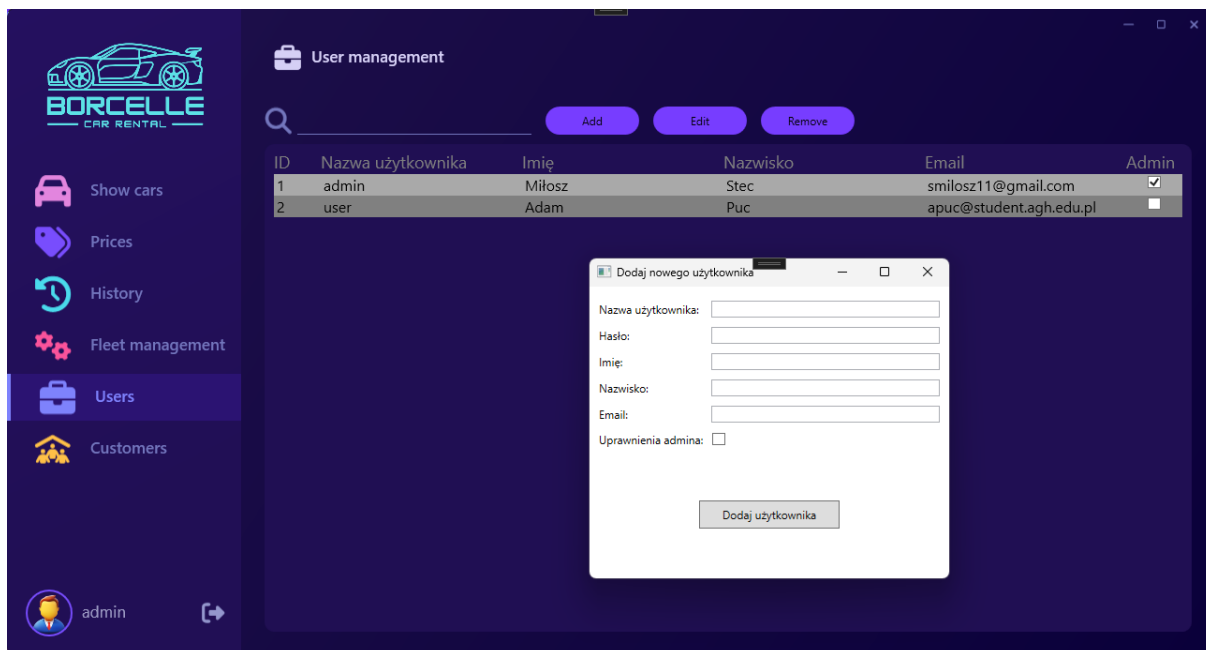 BORCELLE
CAR RENTAL
Show cars
Prices
History
Fleet management
Users
Customers
admin
User management
Add Edit Remove
ID Nazwa użytkownika Imię Nazwisko Email Admin
1 admin Miłosz Stec smilosz11@gmail.com
2 user Adam Puc apuc@student.agh.edu.pl
Dodaj nowego użytkownika
Nazwa użytkownika:
Hasło:
Imię:
Nazwisko:
Email:
Uprawnienia admina:
Dodaj użytkownika